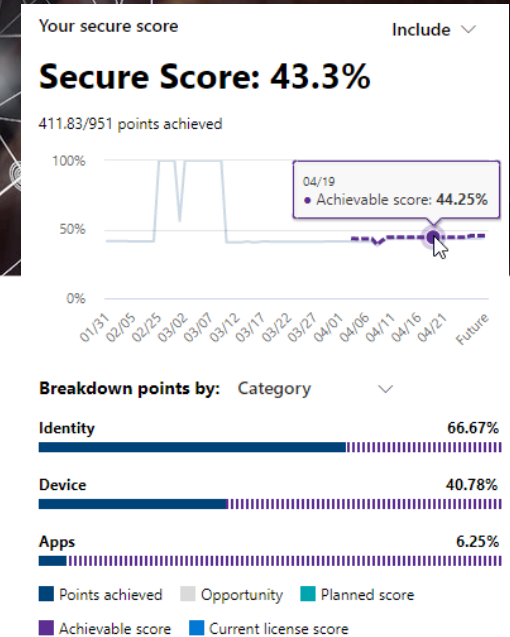 Your secure score
Include
Secure Score: 43.3%
411.83/951 points achieved
100%
04/19
Achievable score: 44.25%
50%
0%
01/31 02/05 02/25 03/02 03/07 03/12 03/17 03/22 03/27 04/01 04/06 04/11 04/16 04/21 Future
Breakdown points by: Category
Identity 66.67%
Device 40.78%
Apps 6.25%
Points achieved Opportunity Planned score
Achievable score Current license score